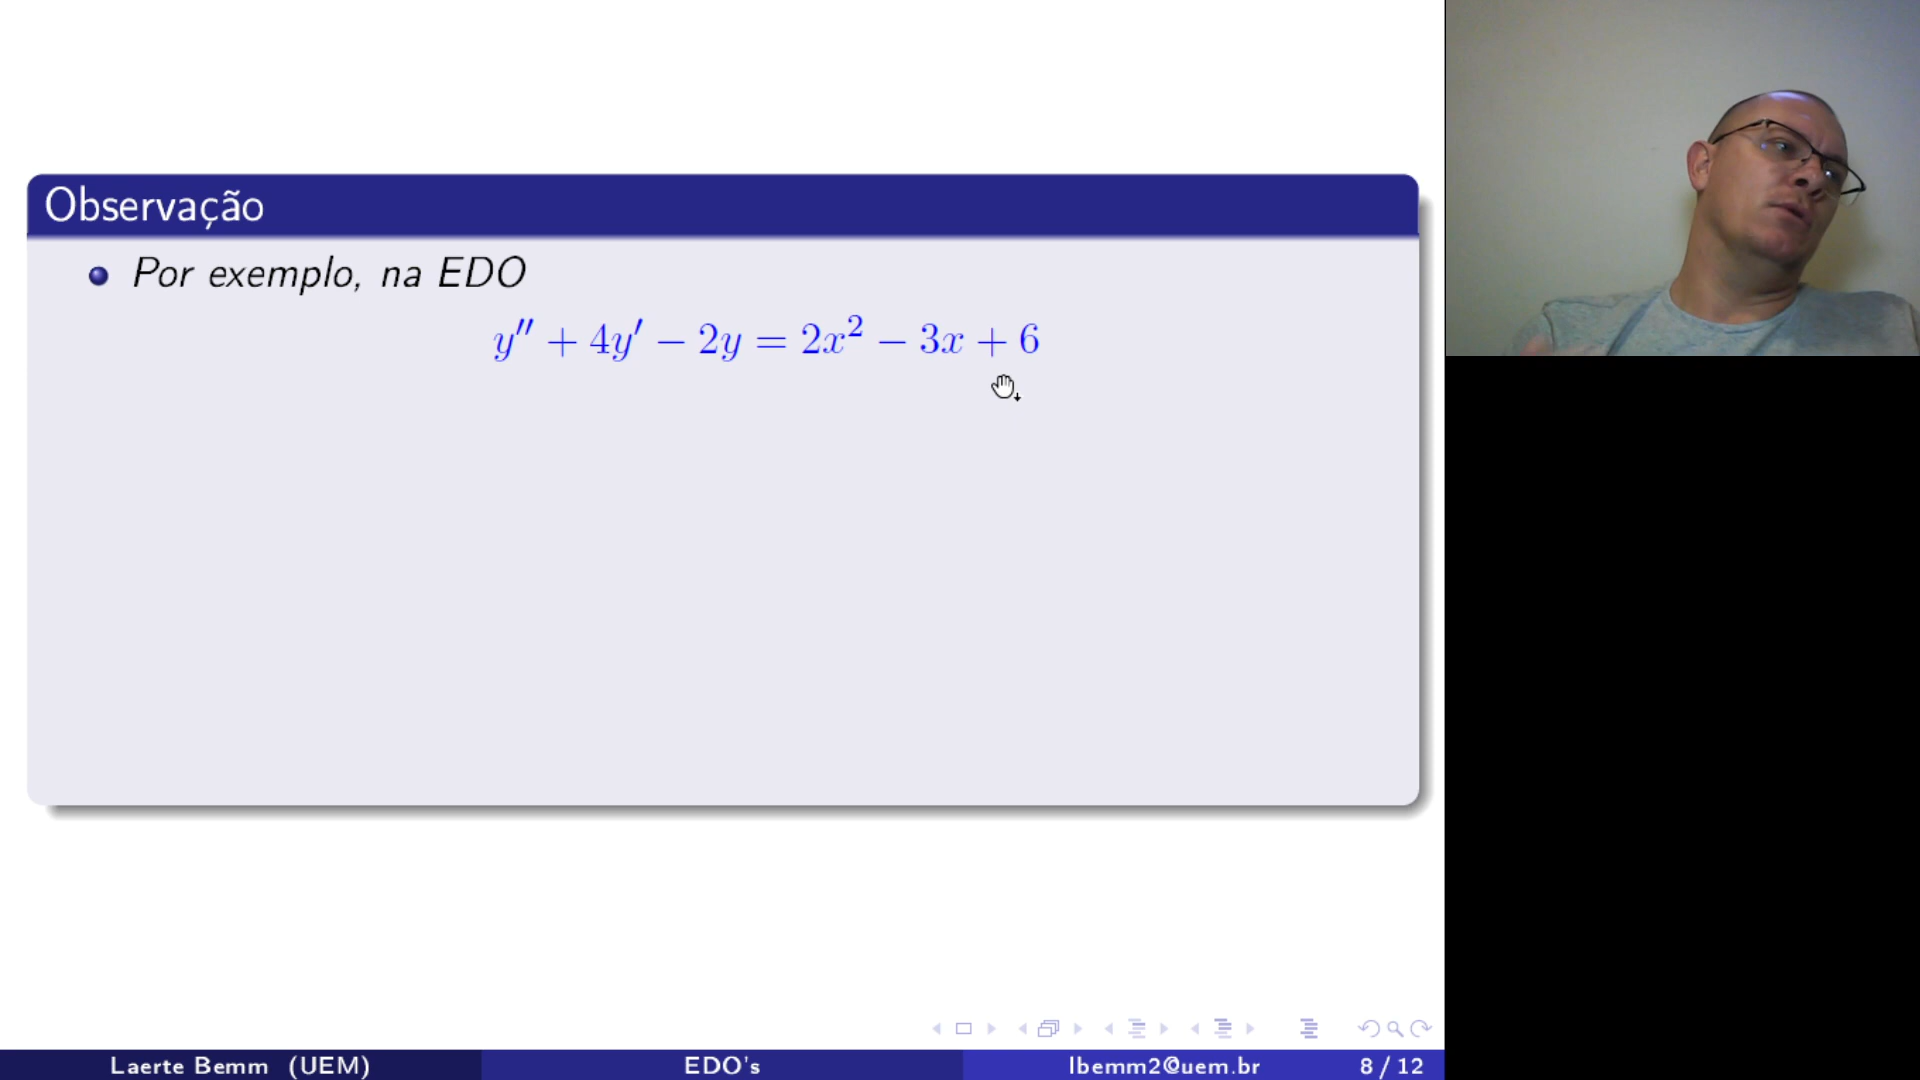 Observação
Por exemplo, na EDO
y″ + 4y′ − 2y = 2x² − 3x + 6
Laerte Bemm (UEM) EDO's lbemm2@uem.br 8 / 12